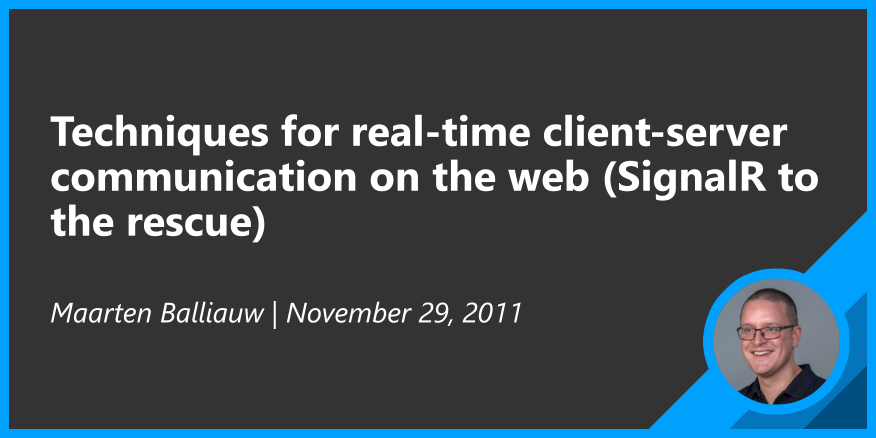 Techniques for real-time client-server
communication on the web (SignalR to
the rescue)
Maarten Balliauw | November 29, 2011